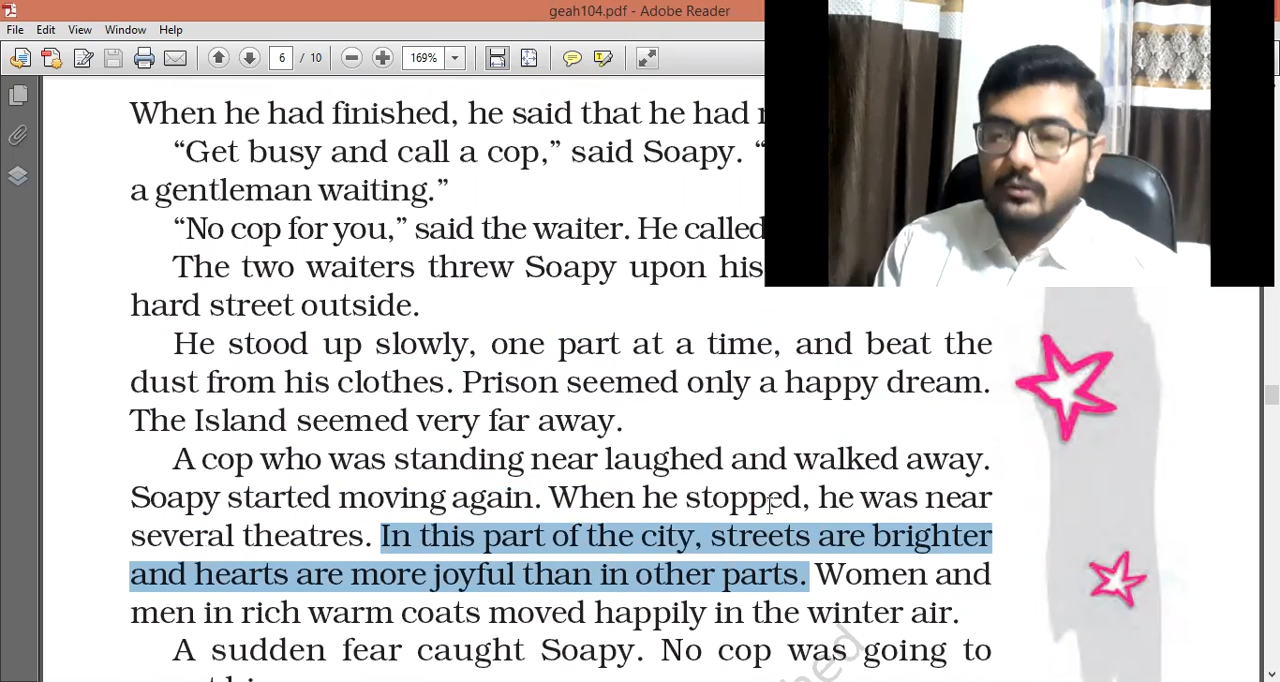 geah104.pdf - Adobe Reader
File Edit View Window Help
6 / 10 169%
When he had finished, he said that he had
“Get busy and call a cop,” said Soapy. “
a gentleman waiting.”
“No cop for you,” said the waiter. He called
The two waiters threw Soapy upon his
hard street outside.
He stood up slowly, one part at a time, and beat the
dust from his clothes. Prison seemed only a happy dream.
The Island seemed very far away.
A cop who was standing near laughed and walked away.
Soapy started moving again. When he stopped, he was near
several theatres. In this part of the city, streets are brighter
and hearts are more joyful than in other parts. Women and
men in rich warm coats moved happily in the winter air.
A sudden fear caught Soapy. No cop was going to